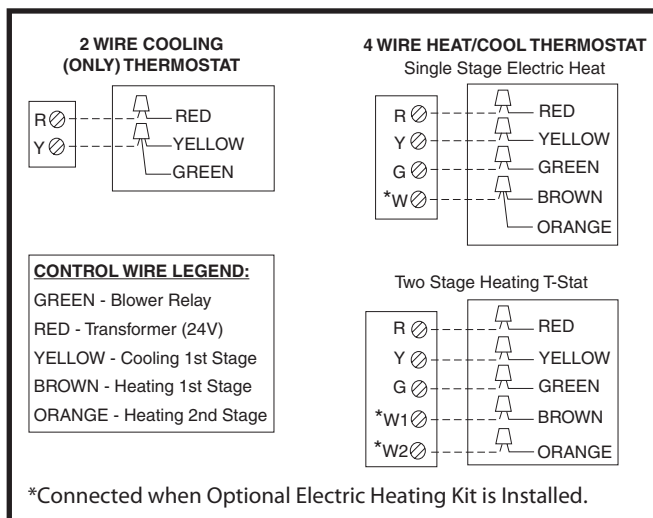 2 WIRE COOLING
(ONLY) THERMOSTAT
R
Y
RED
YELLOW
GREEN
CONTROL WIRE LEGEND:
GREEN - Blower Relay
RED - Transformer (24V)
YELLOW - Cooling 1st Stage
BROWN - Heating 1st Stage
ORANGE - Heating 2nd Stage
4 WIRE HEAT/COOL THERMOSTAT
Single Stage Electric Heat
R
Y
G
*W
RED
YELLOW
GREEN
BROWN
ORANGE
Two Stage Heating T-Stat
R
Y
G
*W1
*W2
RED
YELLOW
GREEN
BROWN
ORANGE
*Connected when Optional Electric Heating Kit is Installed.